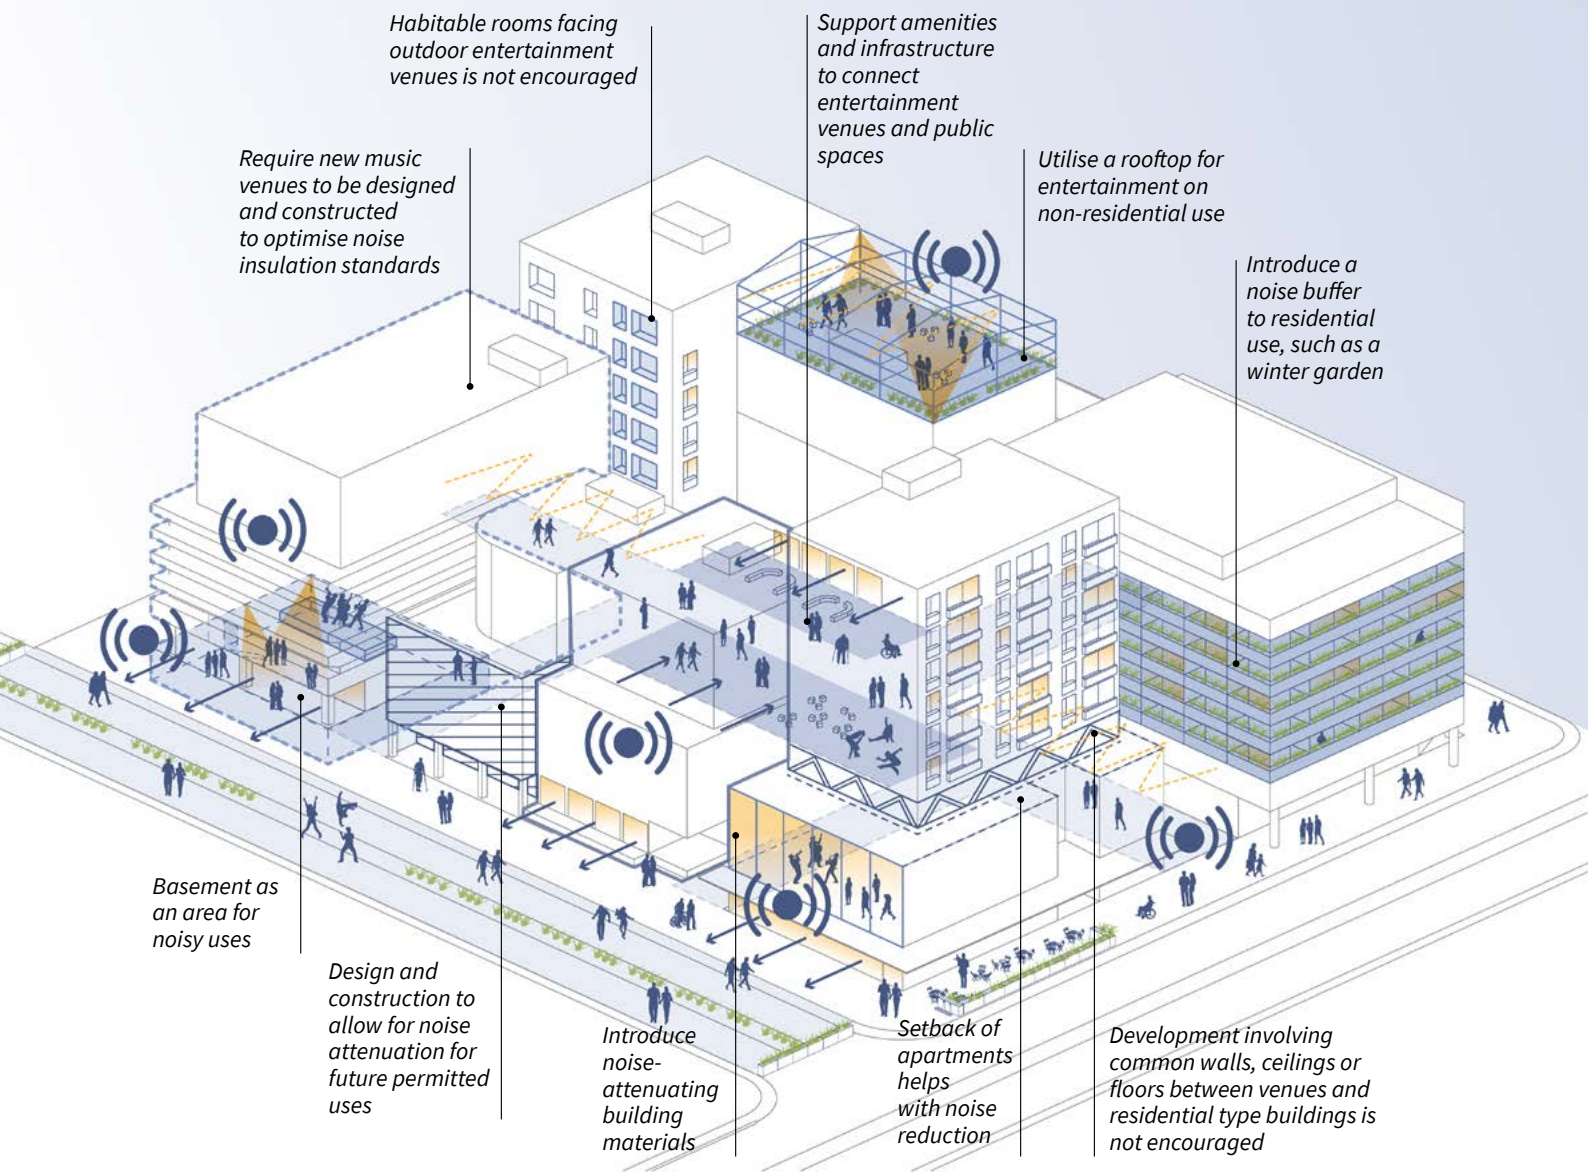 Habitable rooms facing
outdoor entertainment
venues is not encouraged
Support amenities
and infrastructure
to connect
entertainment
venues and public
spaces
Require new music
venues to be designed
and constructed
to optimise noise
insulation standards
Utilise a rooftop for
entertainment on
non-residential use
Introduce a
noise buffer
to residential
use, such as a
winter garden
Basement as
an area for
noisy uses
Design and
construction to
allow for noise
attenuation for
future permitted
uses
Introduce
noise-
attenuating
building
materials
Setback of
apartments
helps
with noise
reduction
Development involving
common walls, ceilings or
floors between venues and
residential type buildings is
not encouraged